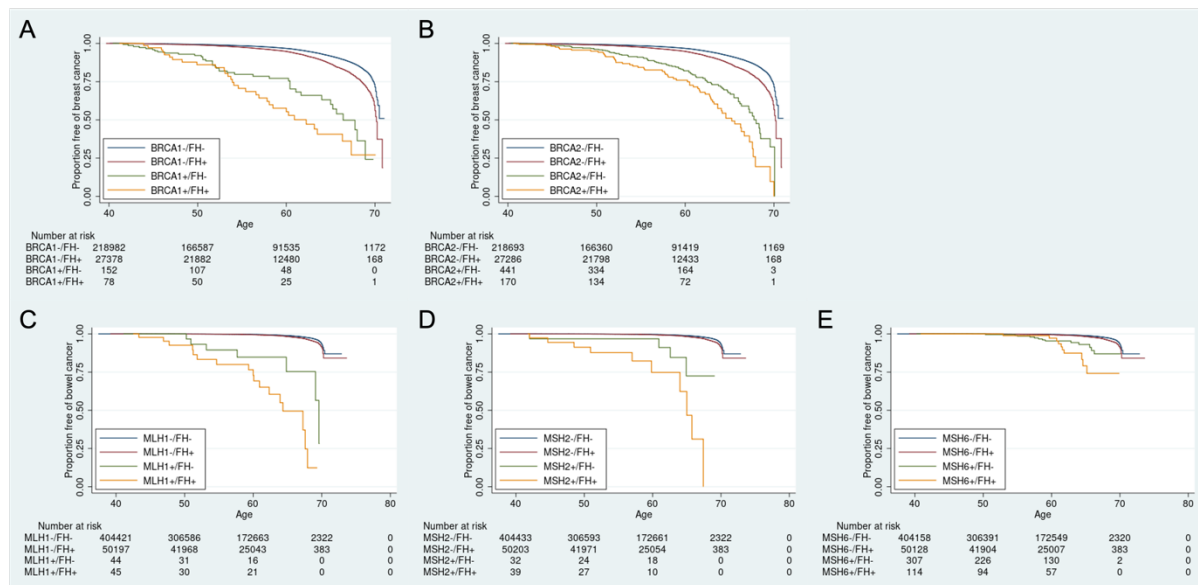 A
Proportion free of breast cancer
1.00
0.75
0.50
0.25
0.00
BRCA1-/FH-
BRCA1-/FH+
BRCA1+/FH-
BRCA1+/FH+
40 50 60 70
Age
Number at risk
BRCA1-/FH- 218982 166587 91535 1172
BRCA1-/FH+ 27378 21882 12480 168
BRCA1+/FH- 152 107 48 0
BRCA1+/FH+ 78 50 25 1
B
Proportion free of breast cancer
1.00
0.75
0.50
0.25
0.00
BRCA2-/FH-
BRCA2-/FH+
BRCA2+/FH-
BRCA2+/FH+
40 50 60 70
Age
Number at risk
BRCA2-/FH- 218693 166360 91419 1169
BRCA2-/FH+ 27286 21798 12433 168
BRCA2+/FH- 441 334 164 3
BRCA2+/FH+ 170 134 72 1
C
Proportion free of bowel cancer
1.00
0.75
0.50
0.25
0.00
MLH1-/FH-
MLH1-/FH+
MLH1+/FH-
MLH1+/FH+
40 50 60 70 80
Age
Number at risk
MLH1-/FH- 404421 306586 172663 2322 0
MLH1-/FH+ 50197 41968 25043 383 0
MLH1+/FH- 44 31 16 0 0
MLH1+/FH+ 45 30 21 0 0
D
Proportion free of bowel cancer
1.00
0.75
0.50
0.25
0.00
MSH2-/FH-
MSH2-/FH+
MSH2+/FH-
MSH2+/FH+
40 50 60 70 80
Age
Number at risk
MSH2-/FH- 404433 306593 172661 2322 0
MSH2-/FH+ 50203 41971 25054 383 0
MSH2+/FH- 32 24 18 0 0
MSH2+/FH+ 39 27 10 0 0
E
Proportion free of bowel cancer
1.00
0.75
0.50
0.25
0.00
MSH6-/FH-
MSH6-/FH+
MSH6+/FH-
MSH6+/FH+
40 50 60 70 80
Age
Number at risk
MSH6-/FH- 404158 306391 172549 2320 0
MSH6-/FH+ 50128 41904 25007 383 0
MSH6+/FH- 307 226 130 2 0
MSH6+/FH+ 114 94 57 0 0